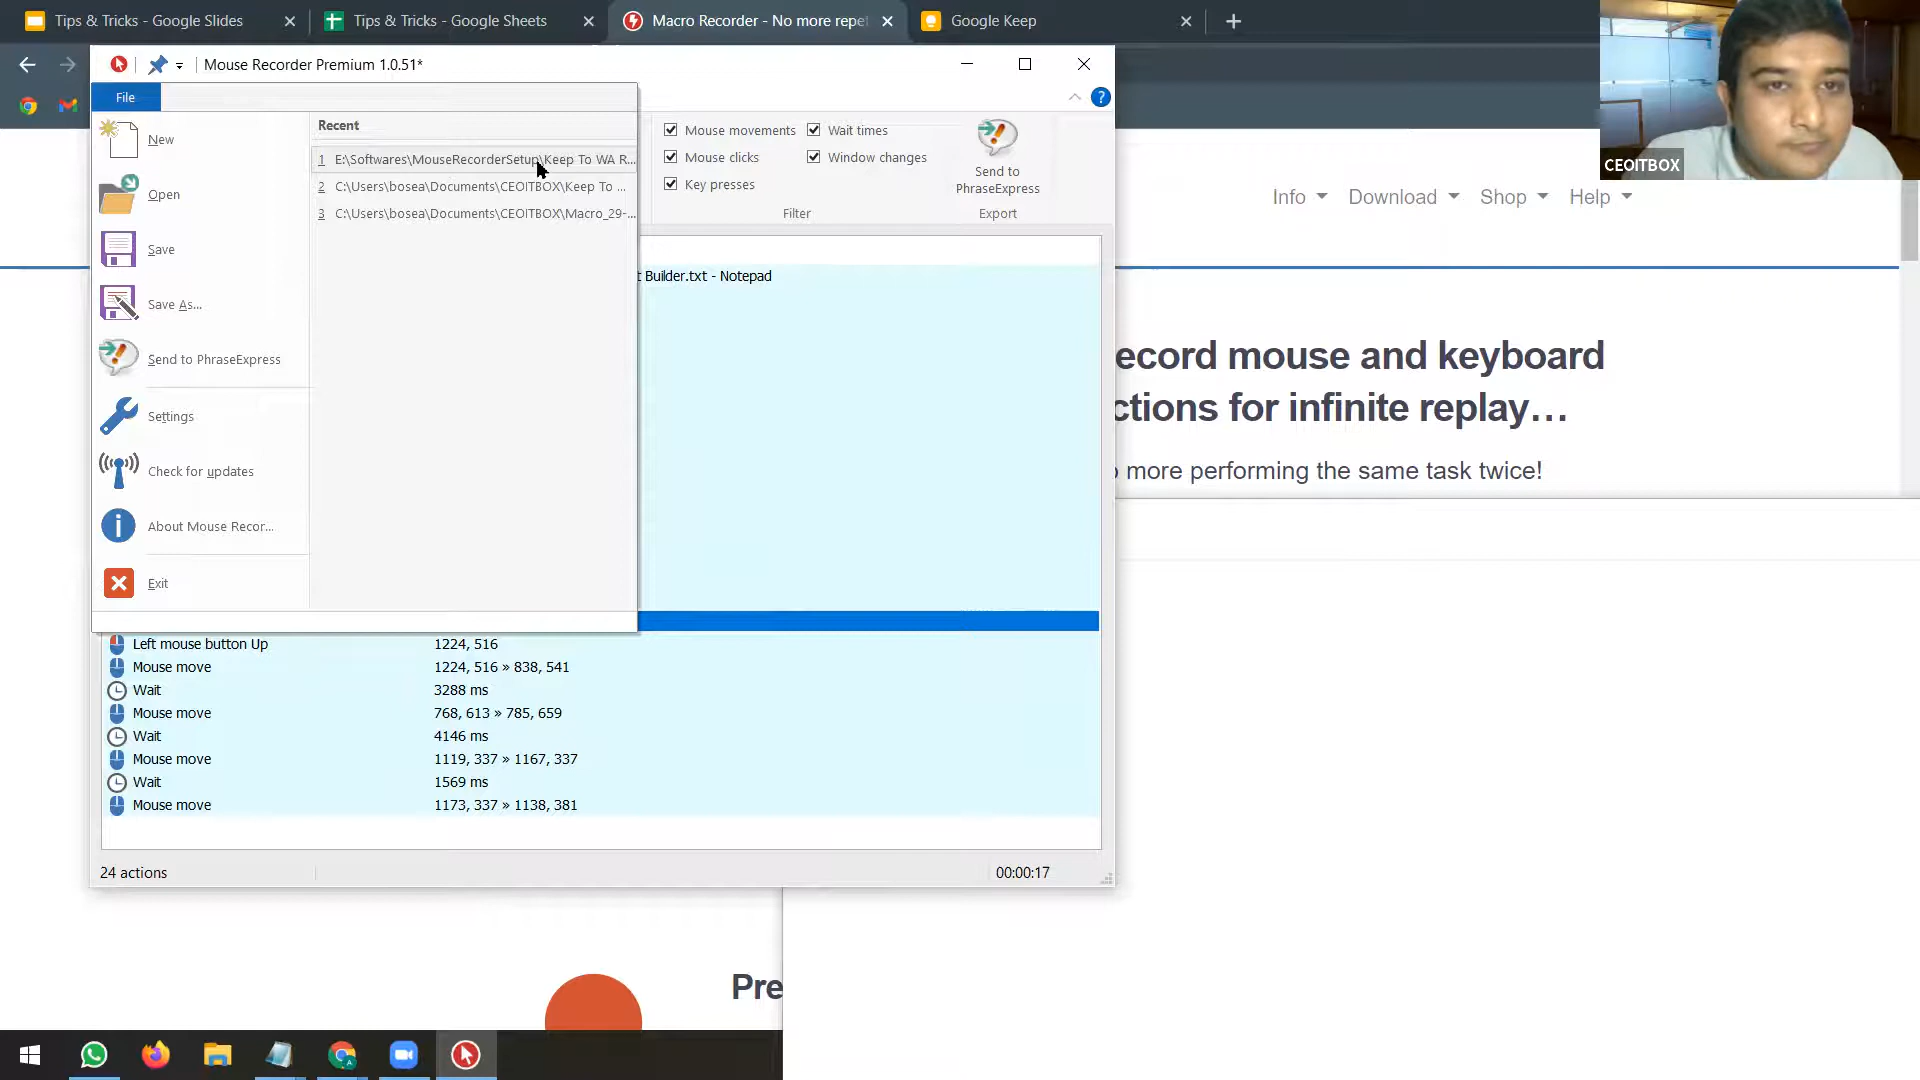 Tips & Tricks - Google Slides
Tips & Tricks - Google Sheets
Macro Recorder - No more repe
Google Keep
Mouse Recorder Premium 1.0.51*
File
Recent
New
1 E:\Softwares\MouseRecorderSetup\Keep To WA R...
Open
2 C:\Users\bosea\Documents\CEOITBOX\Keep To ...
3 C:\Users\bosea\Documents\CEOITBOX\Macro_29-...
Save
Save As...
Send to PhraseExpress
Settings
Check for updates
About Mouse Recor...
Exit
Mouse movements
Wait times
Mouse clicks
Window changes
Key presses
Filter
Send to
PhraseExpress
Export
t Builder.txt - Notepad
Left mouse button Up 1224, 516
Mouse move 1224, 516 » 838, 541
Wait 3288 ms
Mouse move 768, 613 » 785, 659
Wait 4146 ms
Mouse move 1119, 337 » 1167, 337
Wait 1569 ms
Mouse move 1173, 337 » 1138, 381
24 actions
00:00:17
CEOITBOX
Info
Download
Shop
Help
ecord mouse and keyboard
ctions for infinite replay...
more performing the same task twice!
Pre